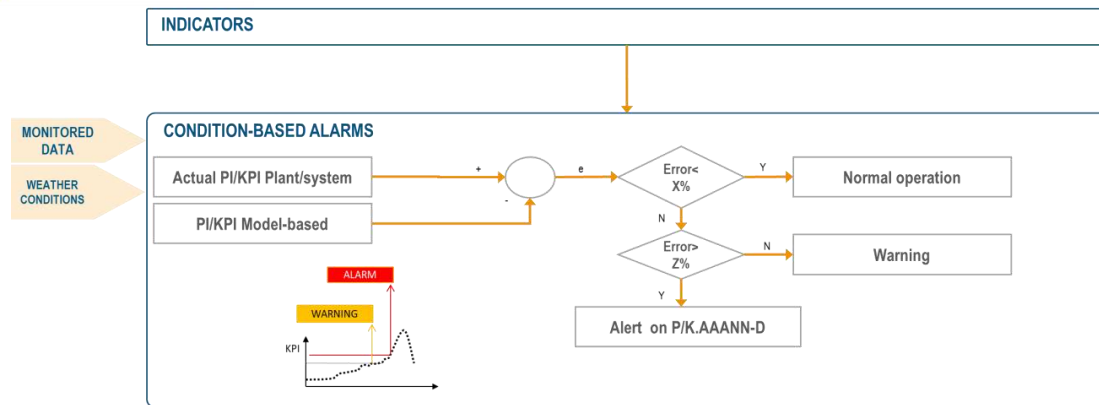 INDICATORS
MONITORED
DATA
WEATHER
CONDITIONS
CONDITION-BASED ALARMS
Actual PI/KPI Plant/system
+
e
Error<
X%
Y
Normal operation
-
PI/KPI Model-based
N
Error>
Z%
N
Warning
Y
Alert on P/K.AAANN-D
ALARM
WARNING
KPI